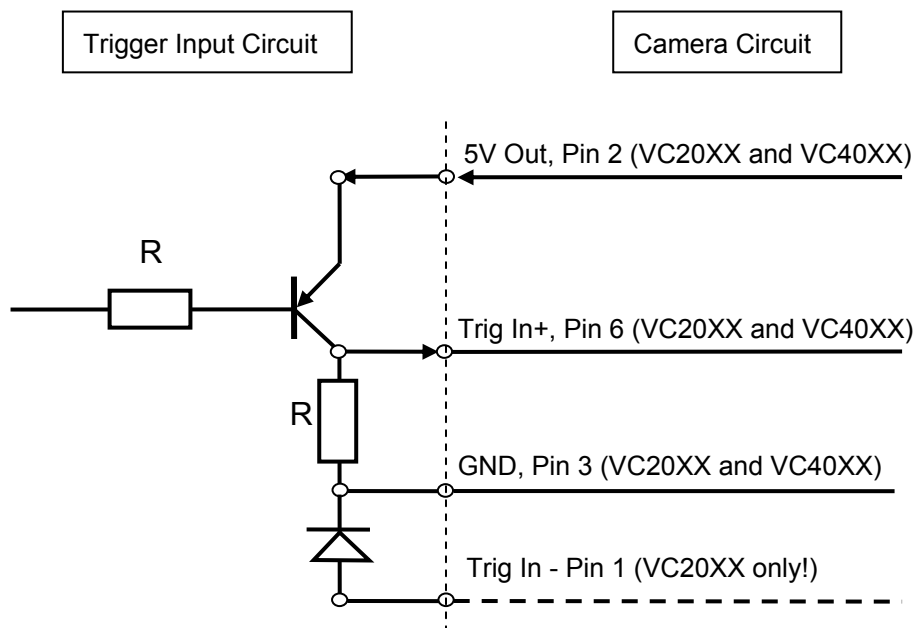 Trigger Input Circuit
Camera Circuit
5V Out, Pin 2 (VC20XX and VC40XX)
R
Trig In+, Pin 6 (VC20XX and VC40XX)
R
GND, Pin 3 (VC20XX and VC40XX)
Trig In - Pin 1 (VC20XX only!)